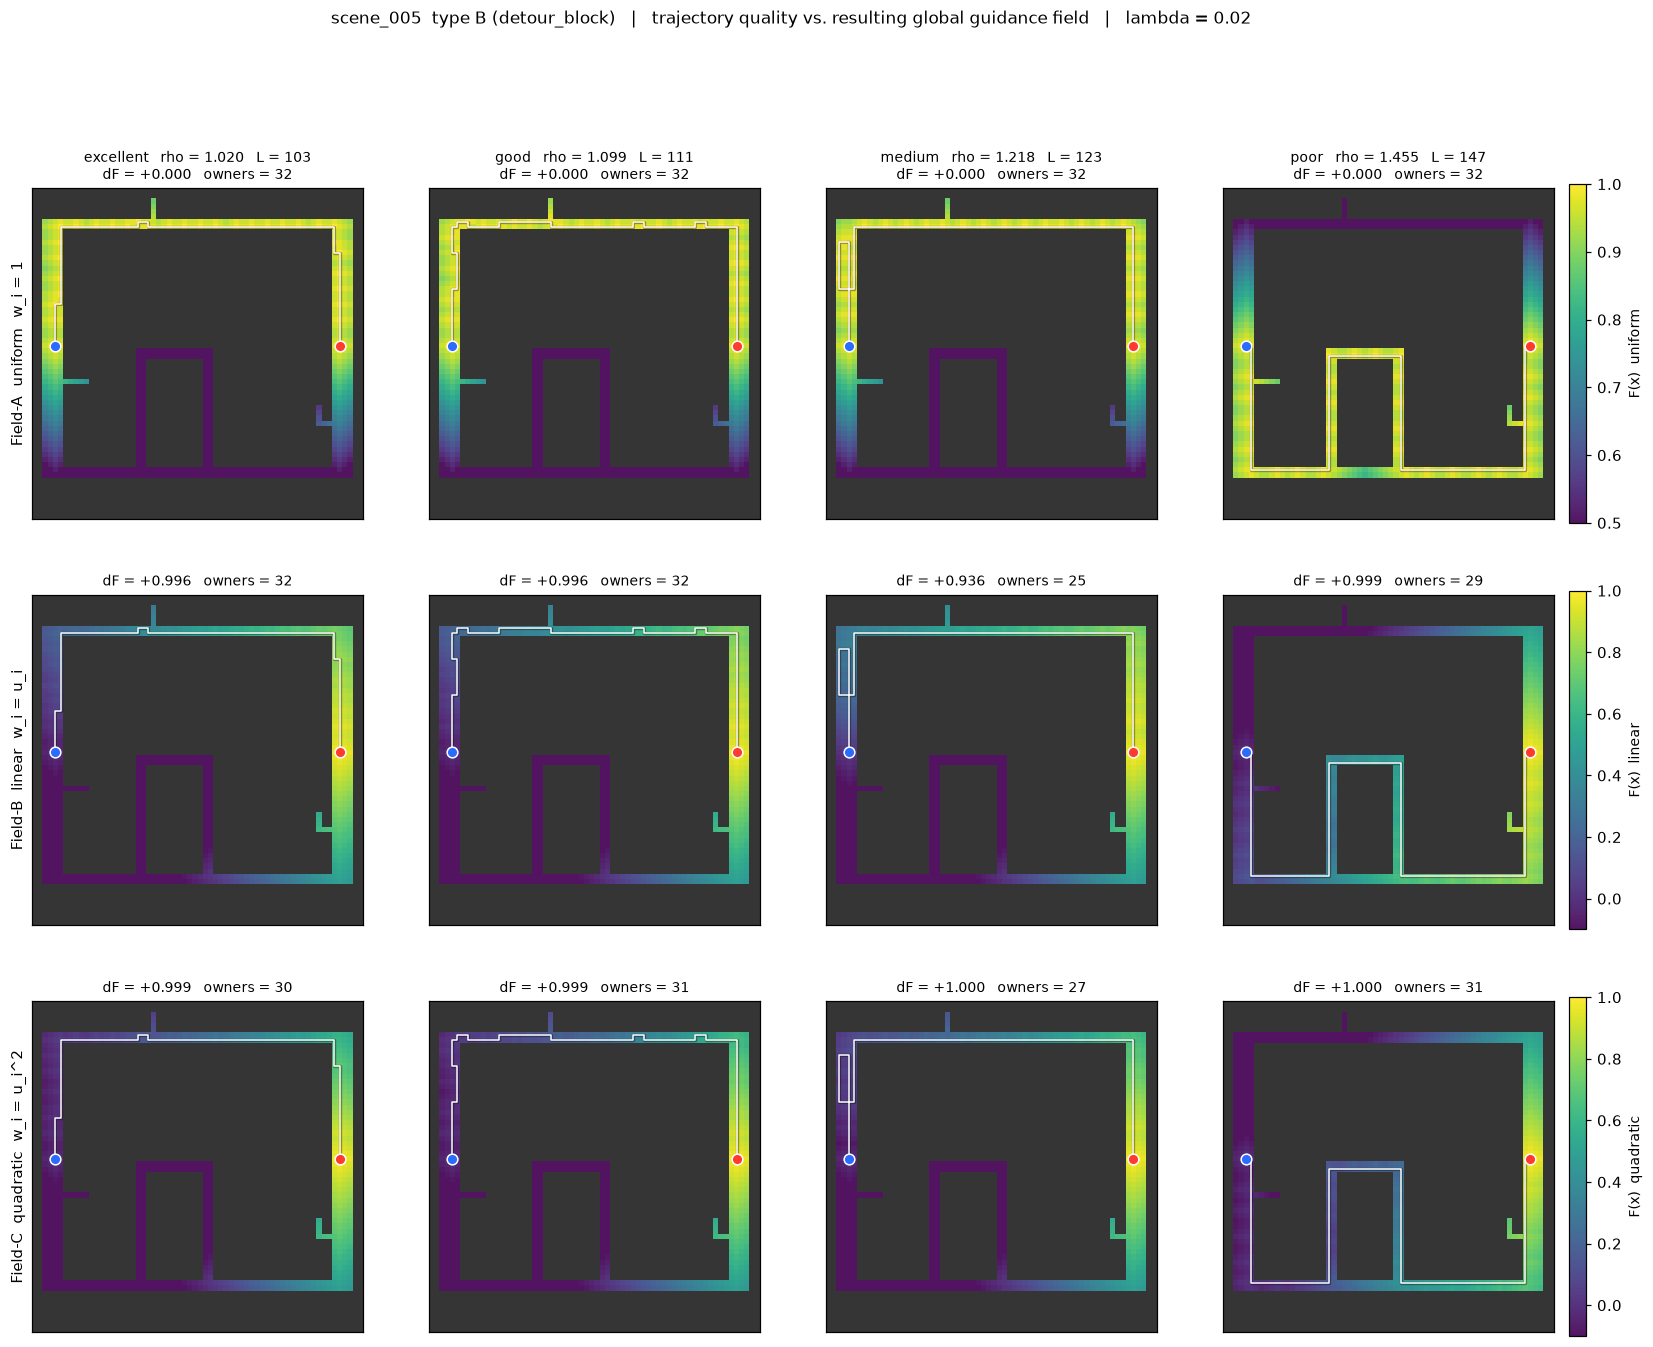 scene_005  type B (detour_block)   |   trajectory quality vs. resulting global guidance field   |   lambda = 0.02
excellent   rho = 1.020   L = 103
dF = +0.000   owners = 32
good   rho = 1.099   L = 111
dF = +0.000   owners = 32
medium   rho = 1.218   L = 123
dF = +0.000   owners = 32
poor   rho = 1.455   L = 147
dF = +0.000   owners = 32
Field-A  uniform  w_i = 1
1.0
0.9
0.8
0.7
0.6
0.5
F(x)  uniform
dF = +0.996   owners = 32
dF = +0.996   owners = 32
dF = +0.936   owners = 25
dF = +0.999   owners = 29
Field-B  linear  w_i = u_i
1.0
0.8
0.6
0.4
0.2
0.0
F(x)  linear
dF = +0.999   owners = 30
dF = +0.999   owners = 31
dF = +1.000   owners = 27
dF = +1.000   owners = 31
Field-C  quadratic  w_i = u_i^2
1.0
0.8
0.6
0.4
0.2
0.0
F(x)  quadratic